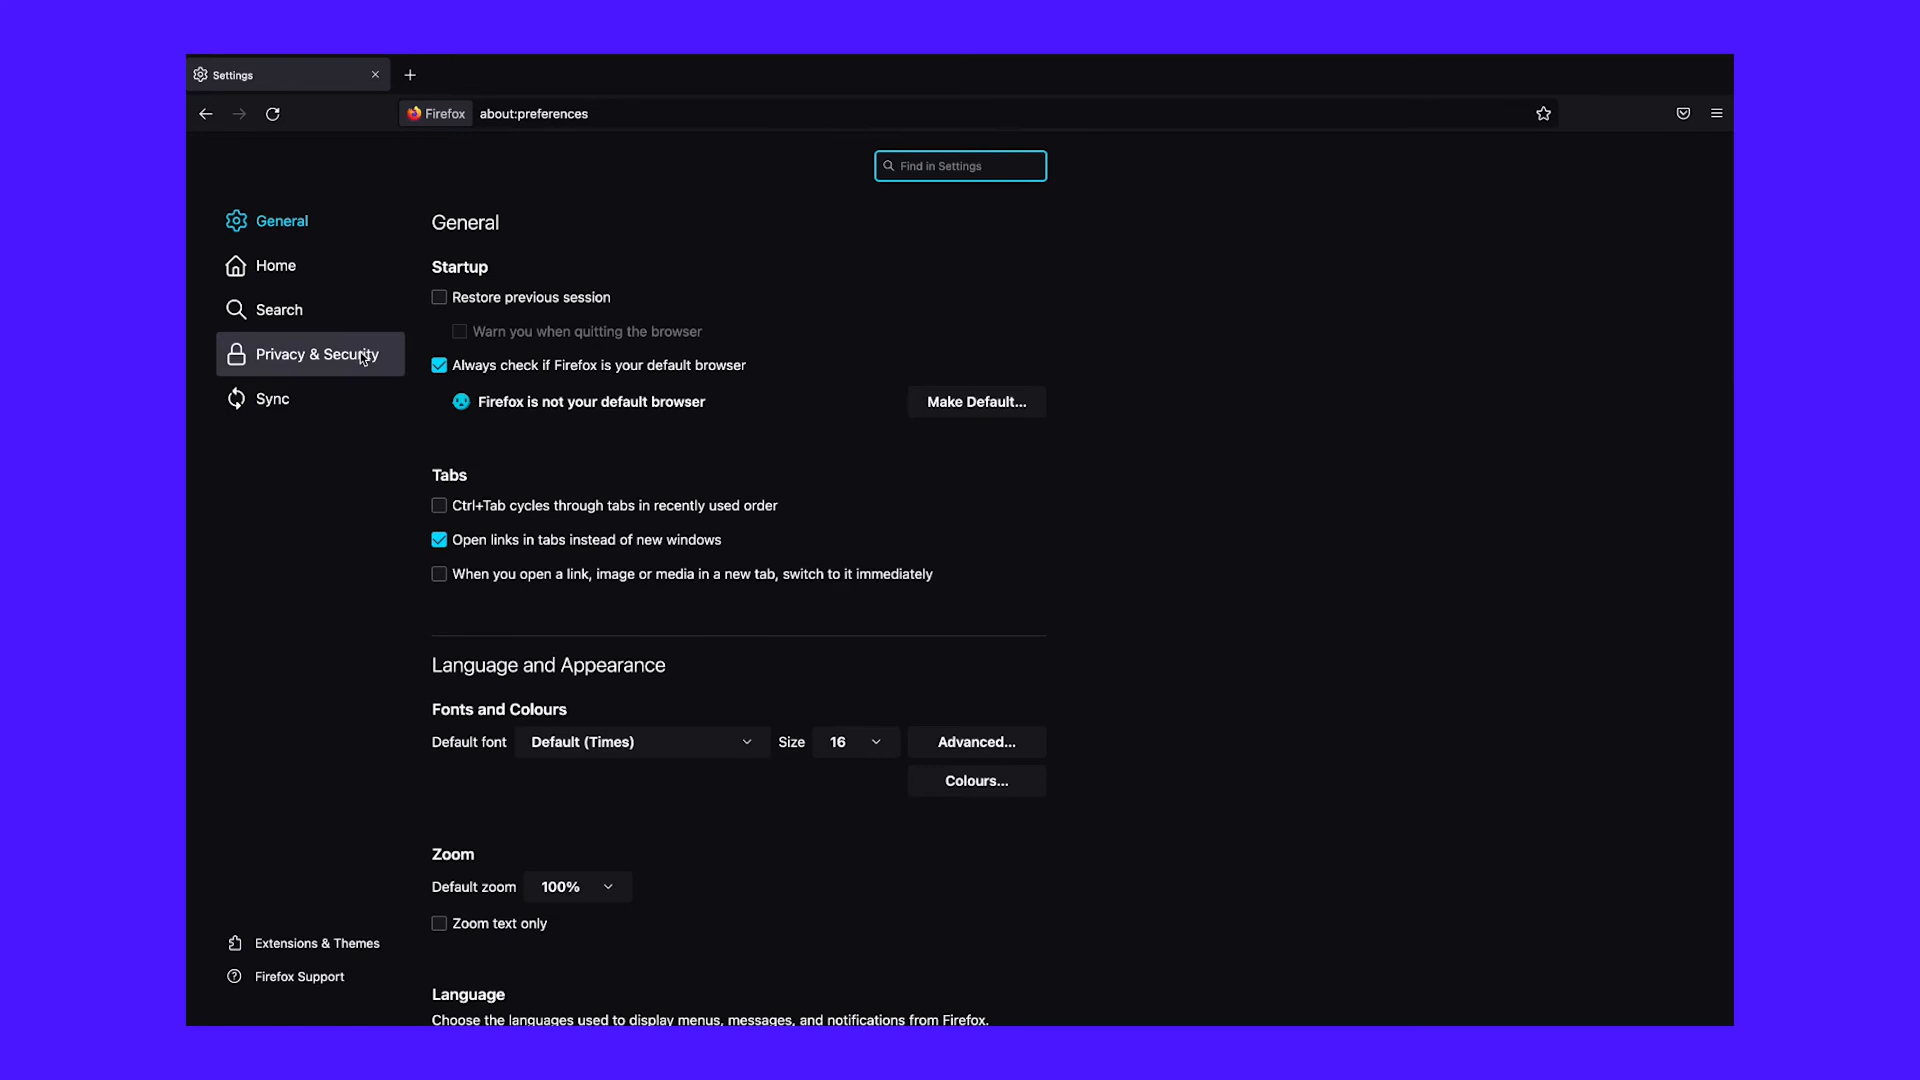 Settings
Firefox about:preferences
Find in Settings
General
Home
Search
Privacy & Security
Sync
Extensions & Themes
Firefox Support
General
Startup
Restore previous session
Warn you when quitting the browser
Always check if Firefox is your default browser
Firefox is not your default browser Make Default...
Tabs
Ctrl+Tab cycles through tabs in recently used order
Open links in tabs instead of new windows
When you open a link, image or media in a new tab, switch to it immediately
Language and Appearance
Fonts and Colours
Default font Default (Times) Size 16 Advanced...
Colours...
Zoom
Default zoom 100%
Zoom text only
Language
Choose the languages used to display menus, messages, and notifications from Firefox.